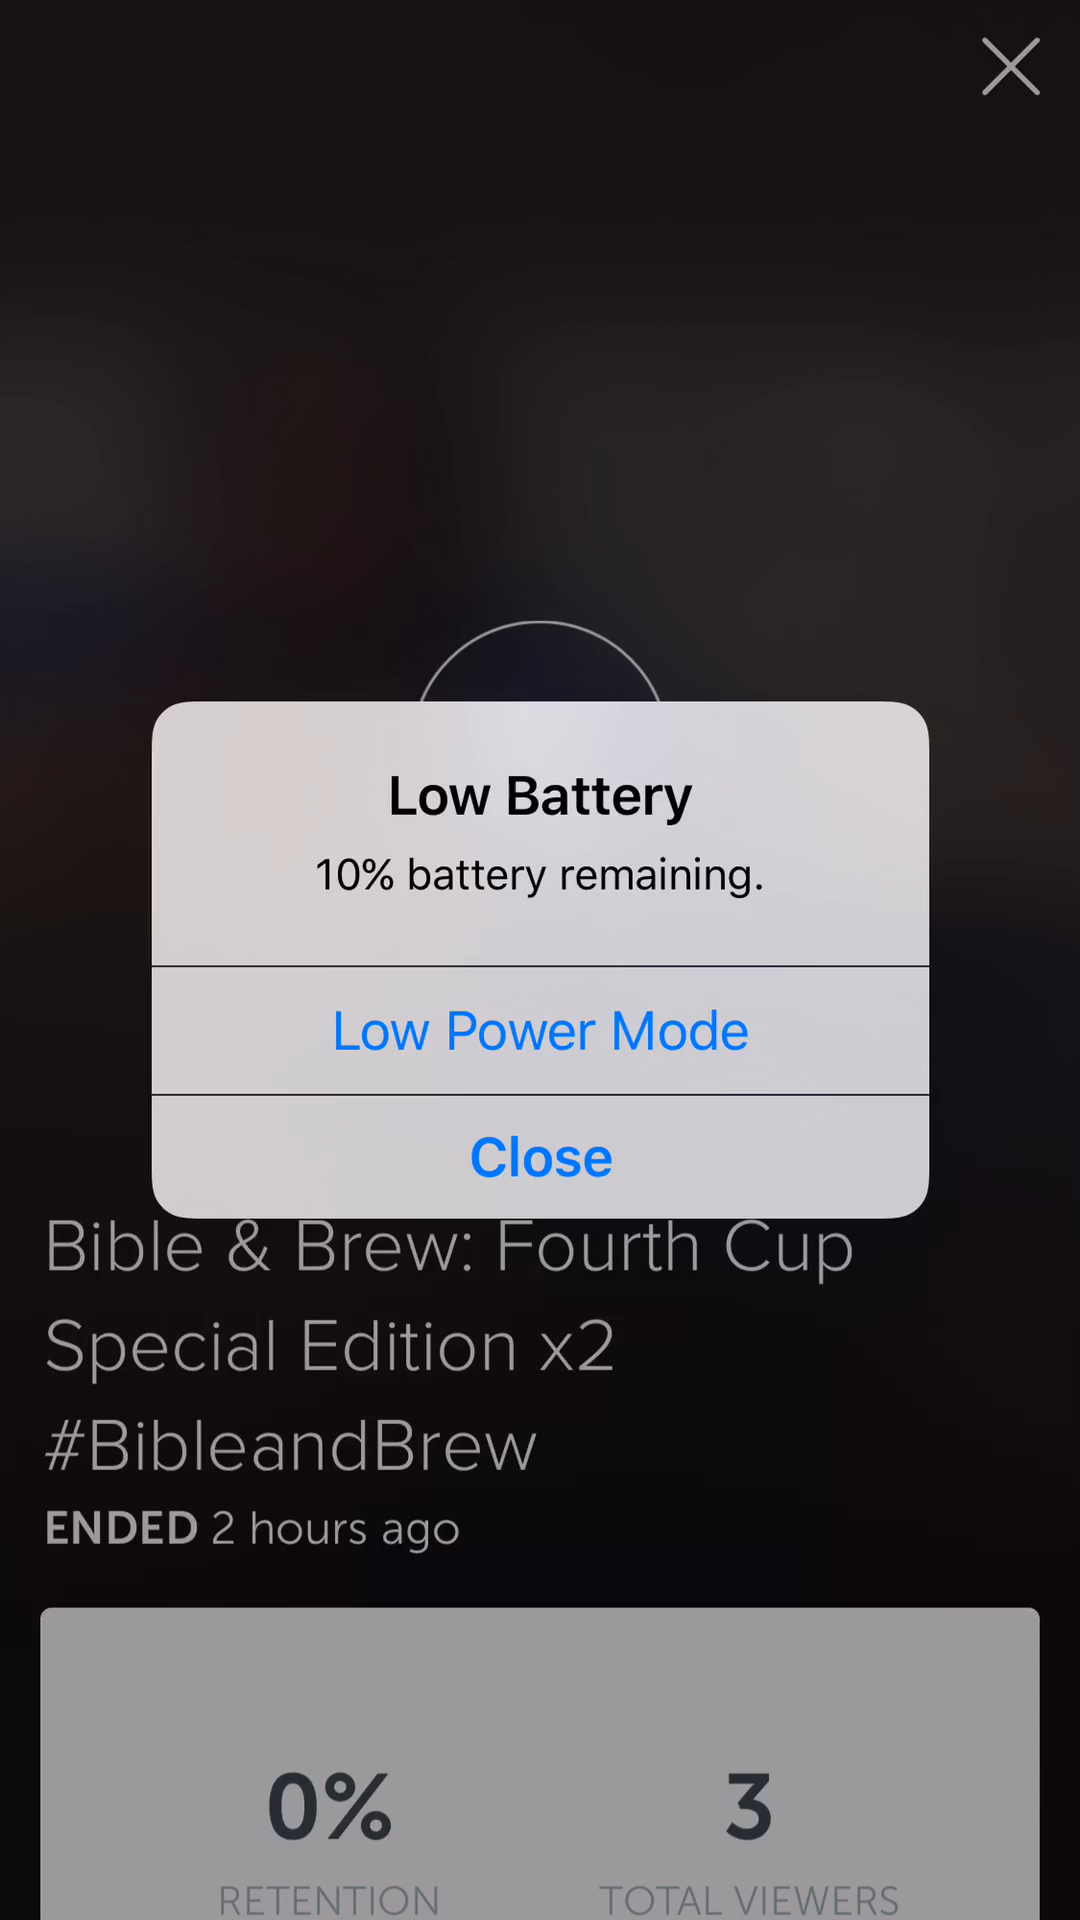 Low Battery
10% battery remaining.
Low Power Mode
Close
Bible & Brew: Fourth Cup
Special Edition x2
#BibleandBrew
ENDED 2 hours ago
0% 3
RETENTION TOTAL VIEWERS